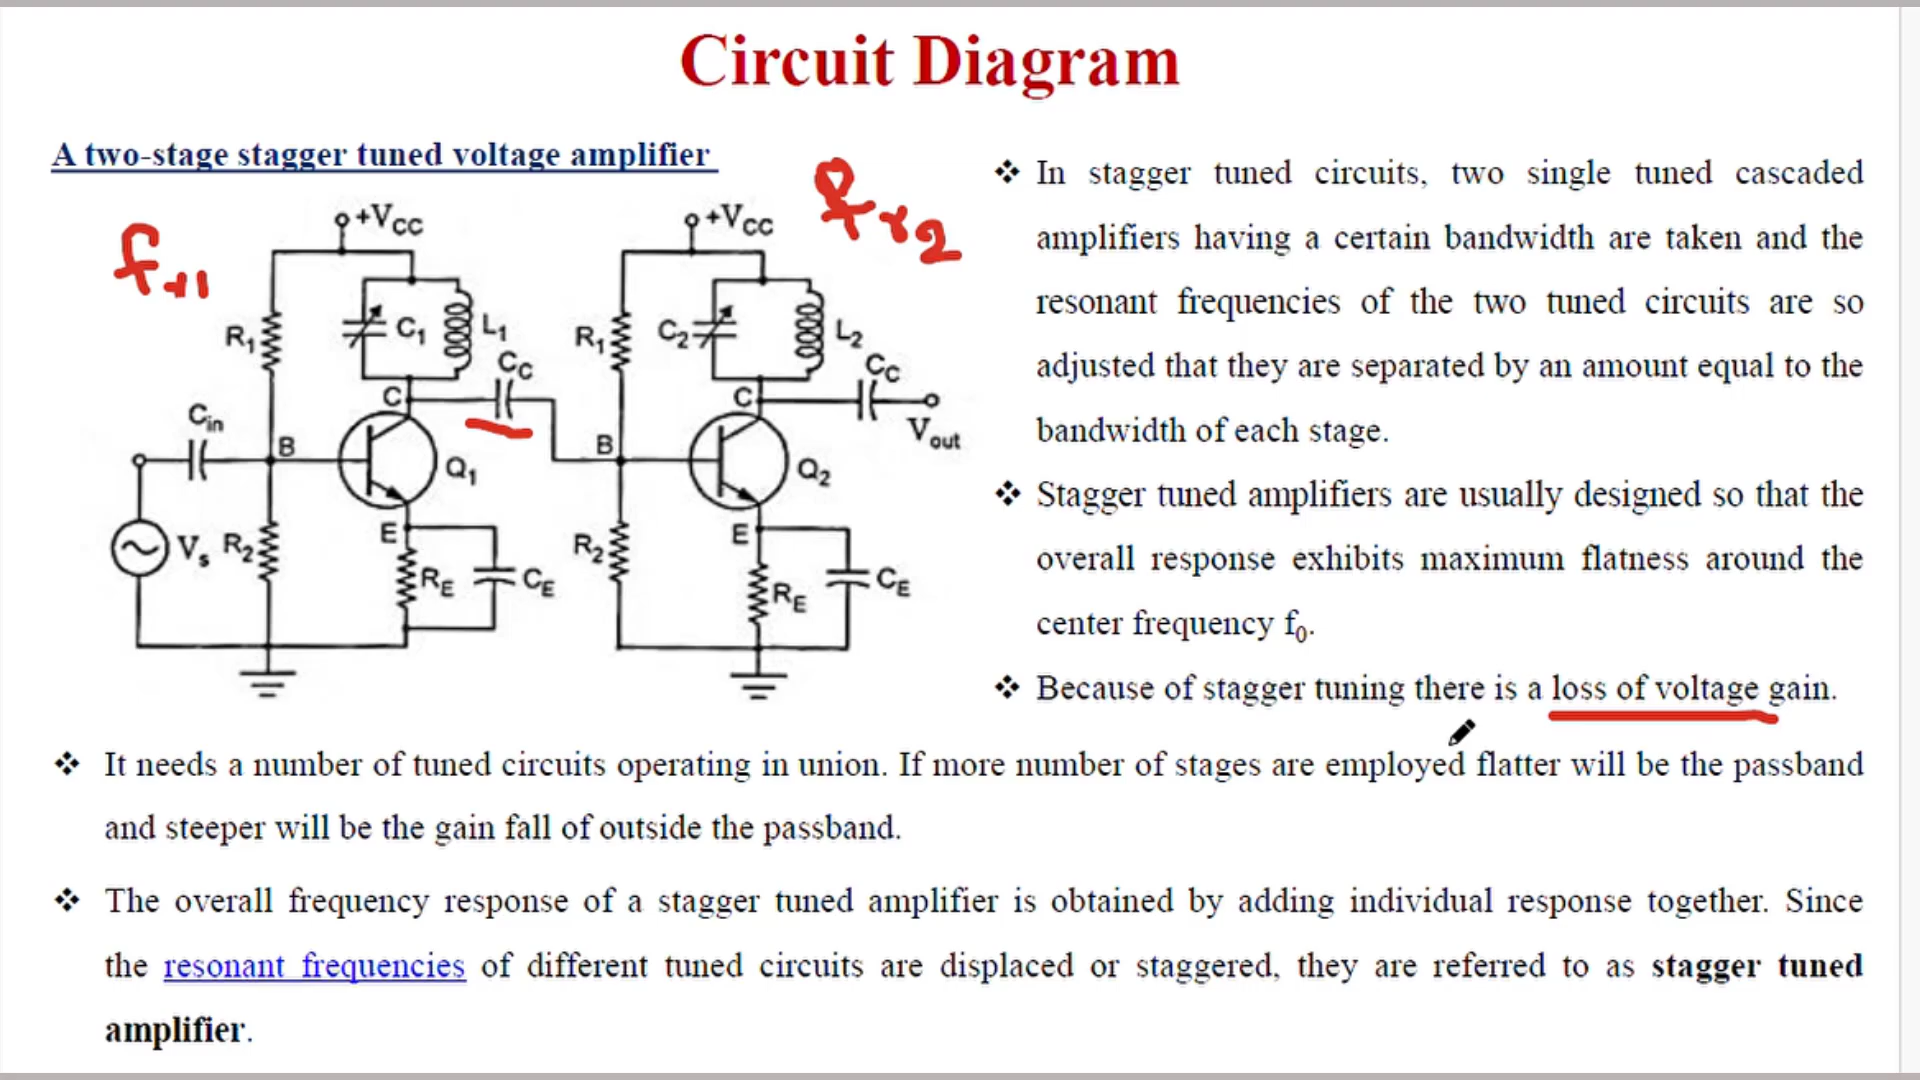 Circuit Diagram
A two-stage stagger tuned voltage amplifier
fr1
fr2
+VCC
+VCC
R1
C1
L1
R1
C2
L2
CC
CC
Cin
C
C
Vout
B
B
Q1
Q2
E
E
Vs
R2
R2
RE
CE
RE
CE
❖ In stagger tuned circuits, two single tuned cascaded
amplifiers having a certain bandwidth are taken and the
resonant frequencies of the two tuned circuits are so
adjusted that they are separated by an amount equal to the
bandwidth of each stage.
❖ Stagger tuned amplifiers are usually designed so that the
overall response exhibits maximum flatness around the
center frequency f0.
❖ Because of stagger tuning there is a loss of voltage gain.
❖ It needs a number of tuned circuits operating in union. If more number of stages are employed flatter will be the passband
and steeper will be the gain fall of outside the passband.
❖ The overall frequency response of a stagger tuned amplifier is obtained by adding individual response together. Since
the resonant frequencies of different tuned circuits are displaced or staggered, they are referred to as stagger tuned
amplifier.